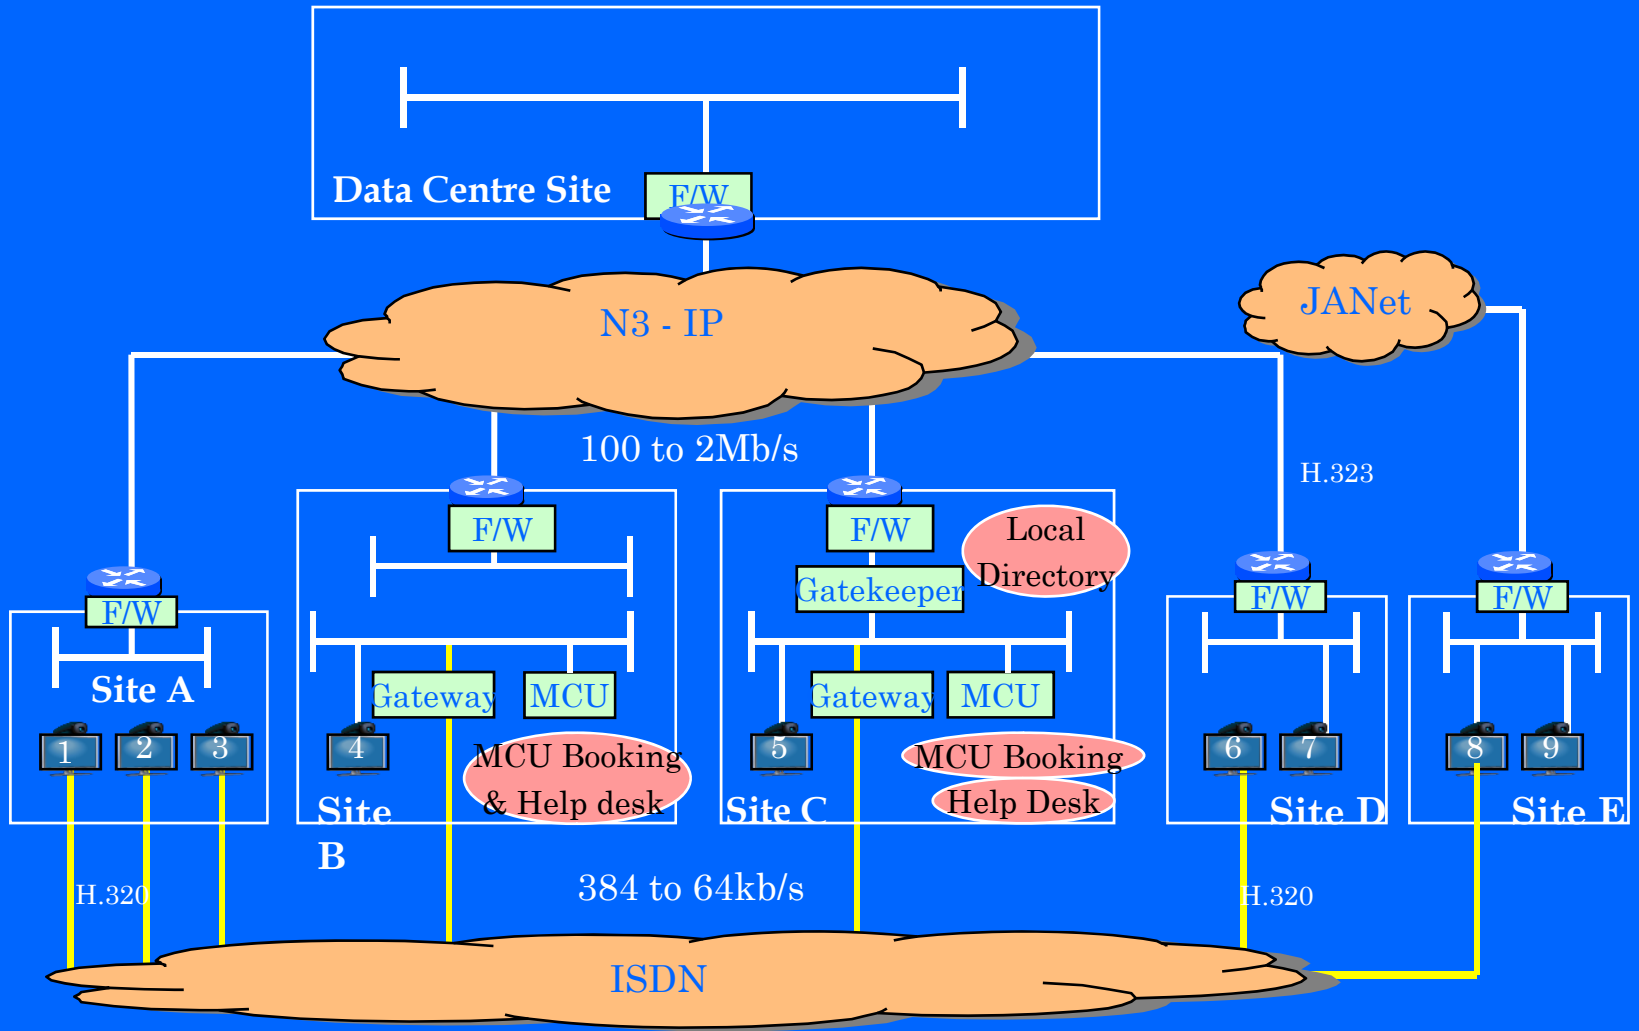 Data Centre Site
F/W
N3 - IP
JANet
100 to 2Mb/s
H.323
F/W
F/W
Local
Directory
Gatekeeper
F/W
F/W
F/W
Site A
Gateway
MCU
Gateway
MCU
1
2
3
4
5
6
7
8
9
MCU Booking
& Help desk
MCU Booking
Help Desk
Site
B
Site C
Site D
Site E
H.320
384 to 64kb/s
H.320
ISDN